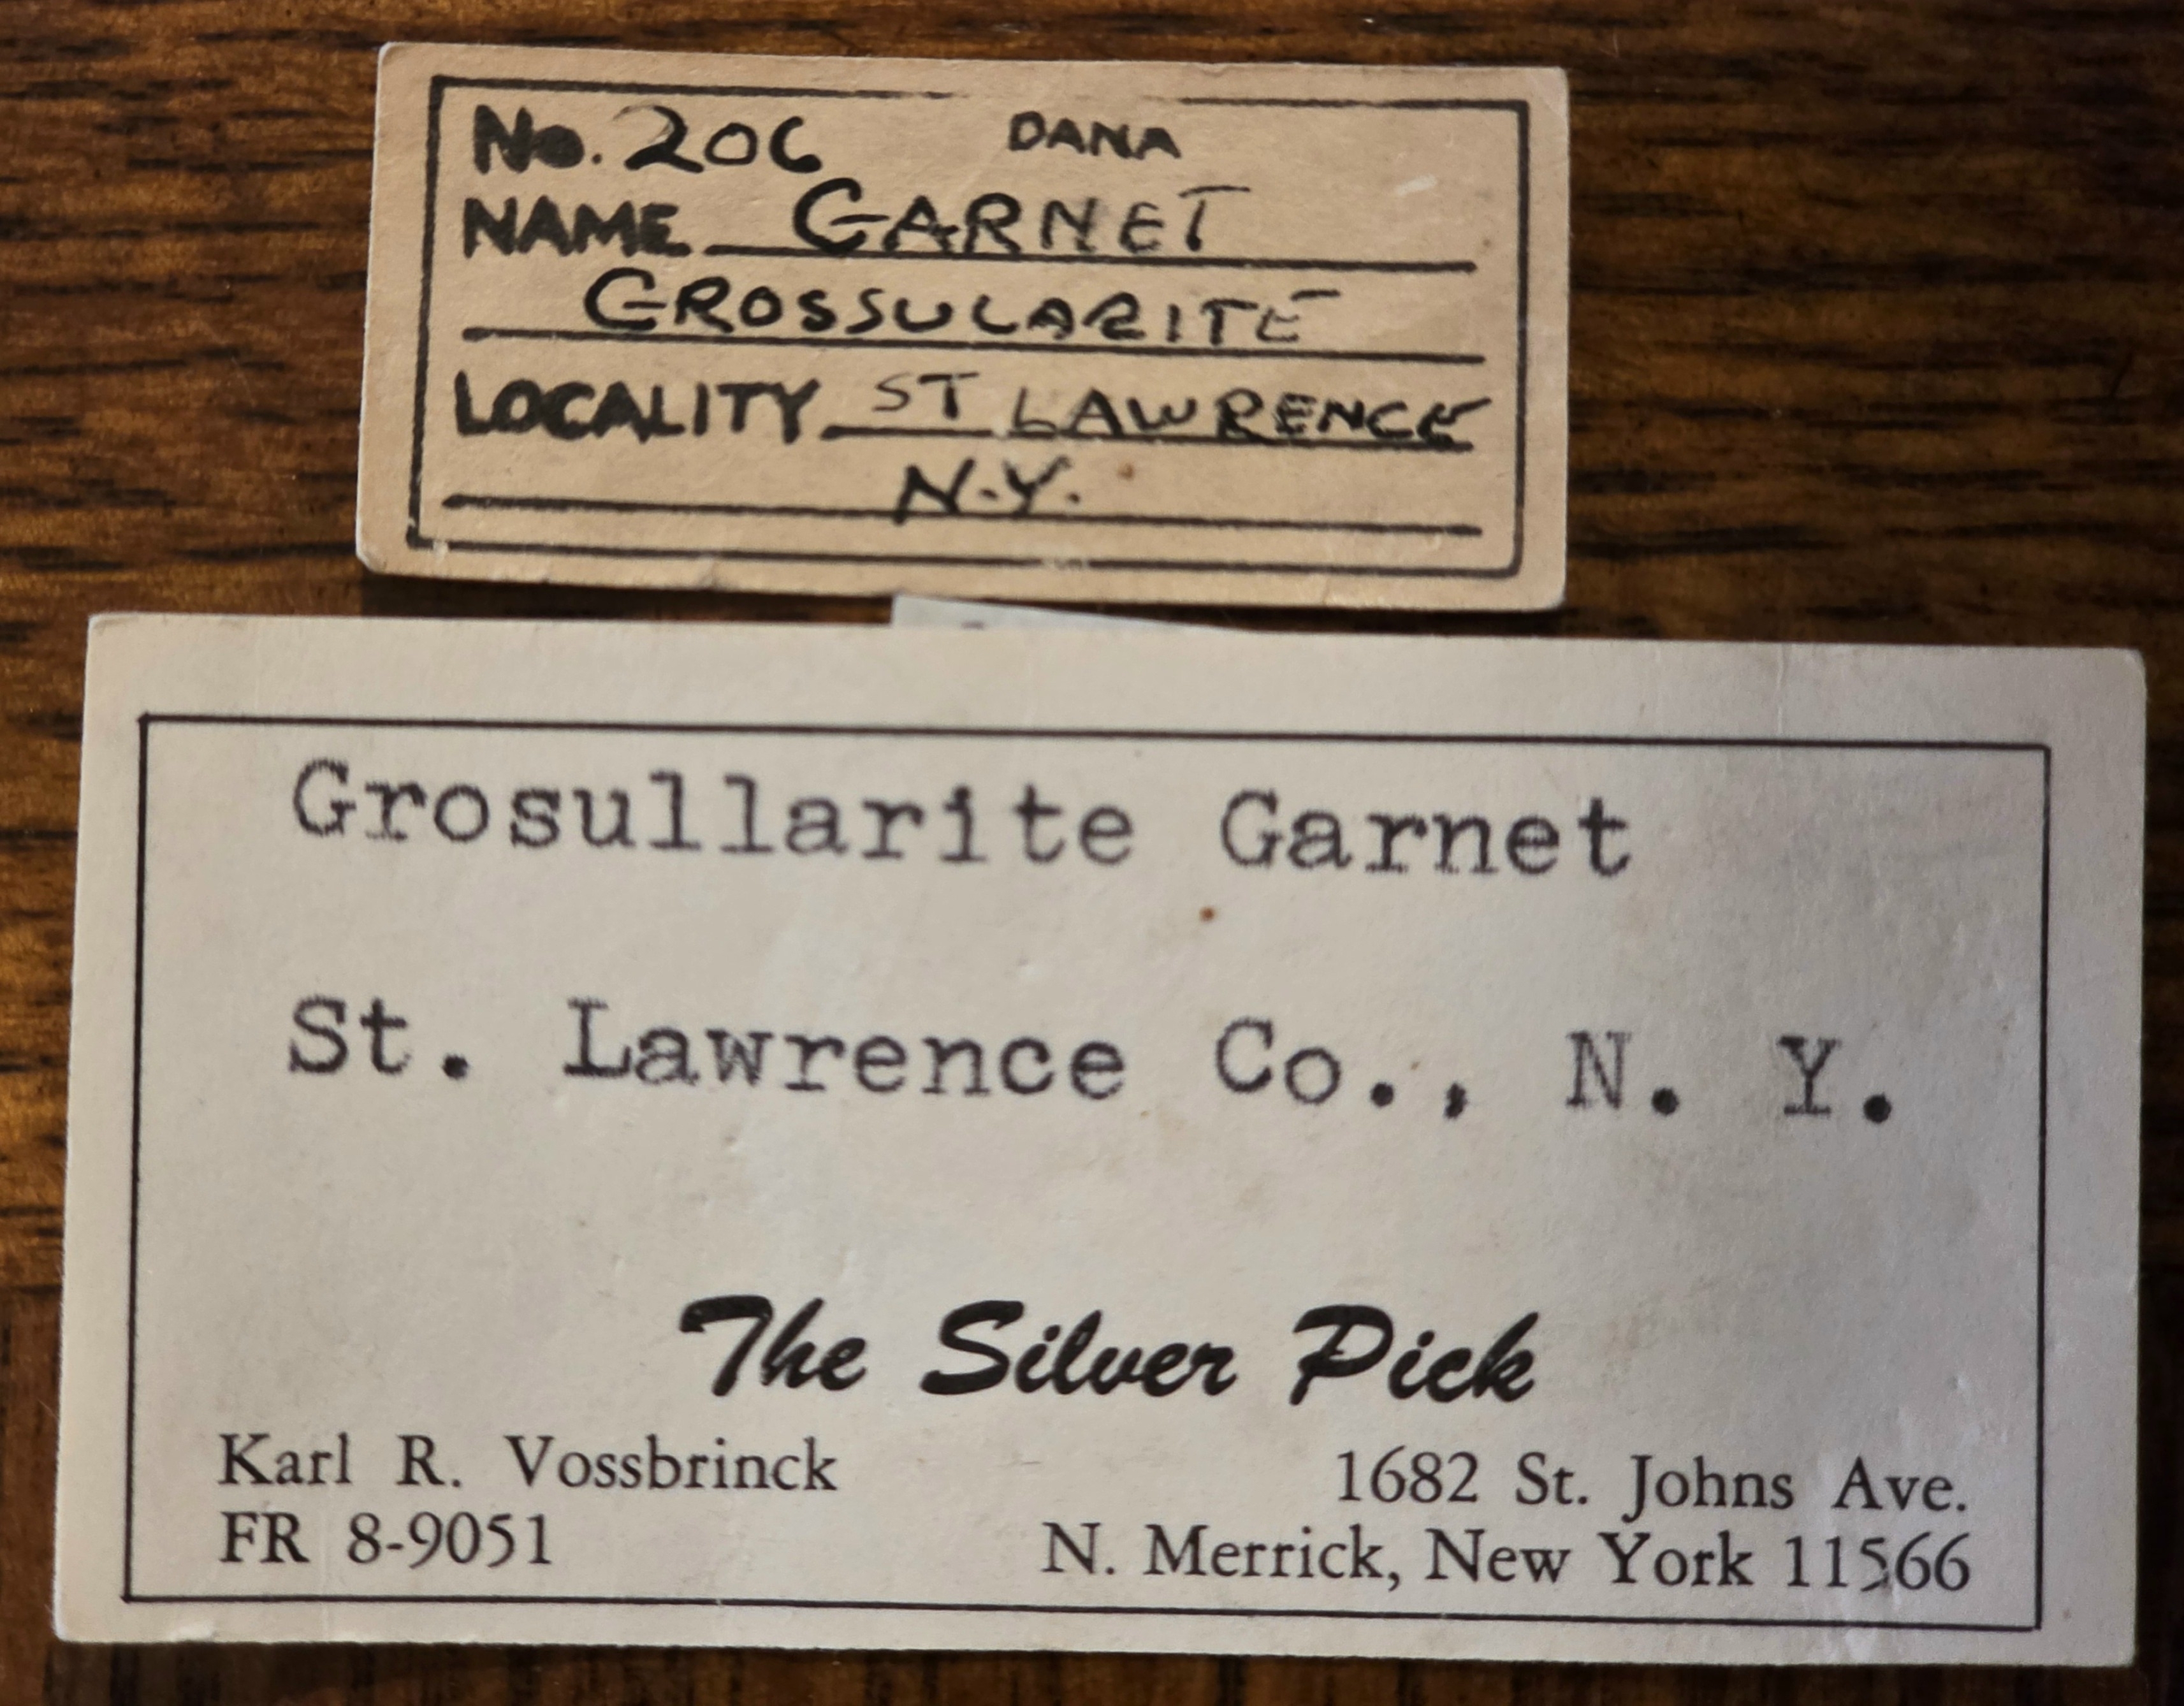 No. 206 DANA
NAME GARNET
GROSSULARITE
LOCALITY ST LAWRENCE
N.Y.
Grosullarite Garnet
St. Lawrence Co., N. Y.
The Silver Pick
Karl R. Vossbrinck 1682 St. Johns Ave.
FR 8-9051 N. Merrick, New York 11566